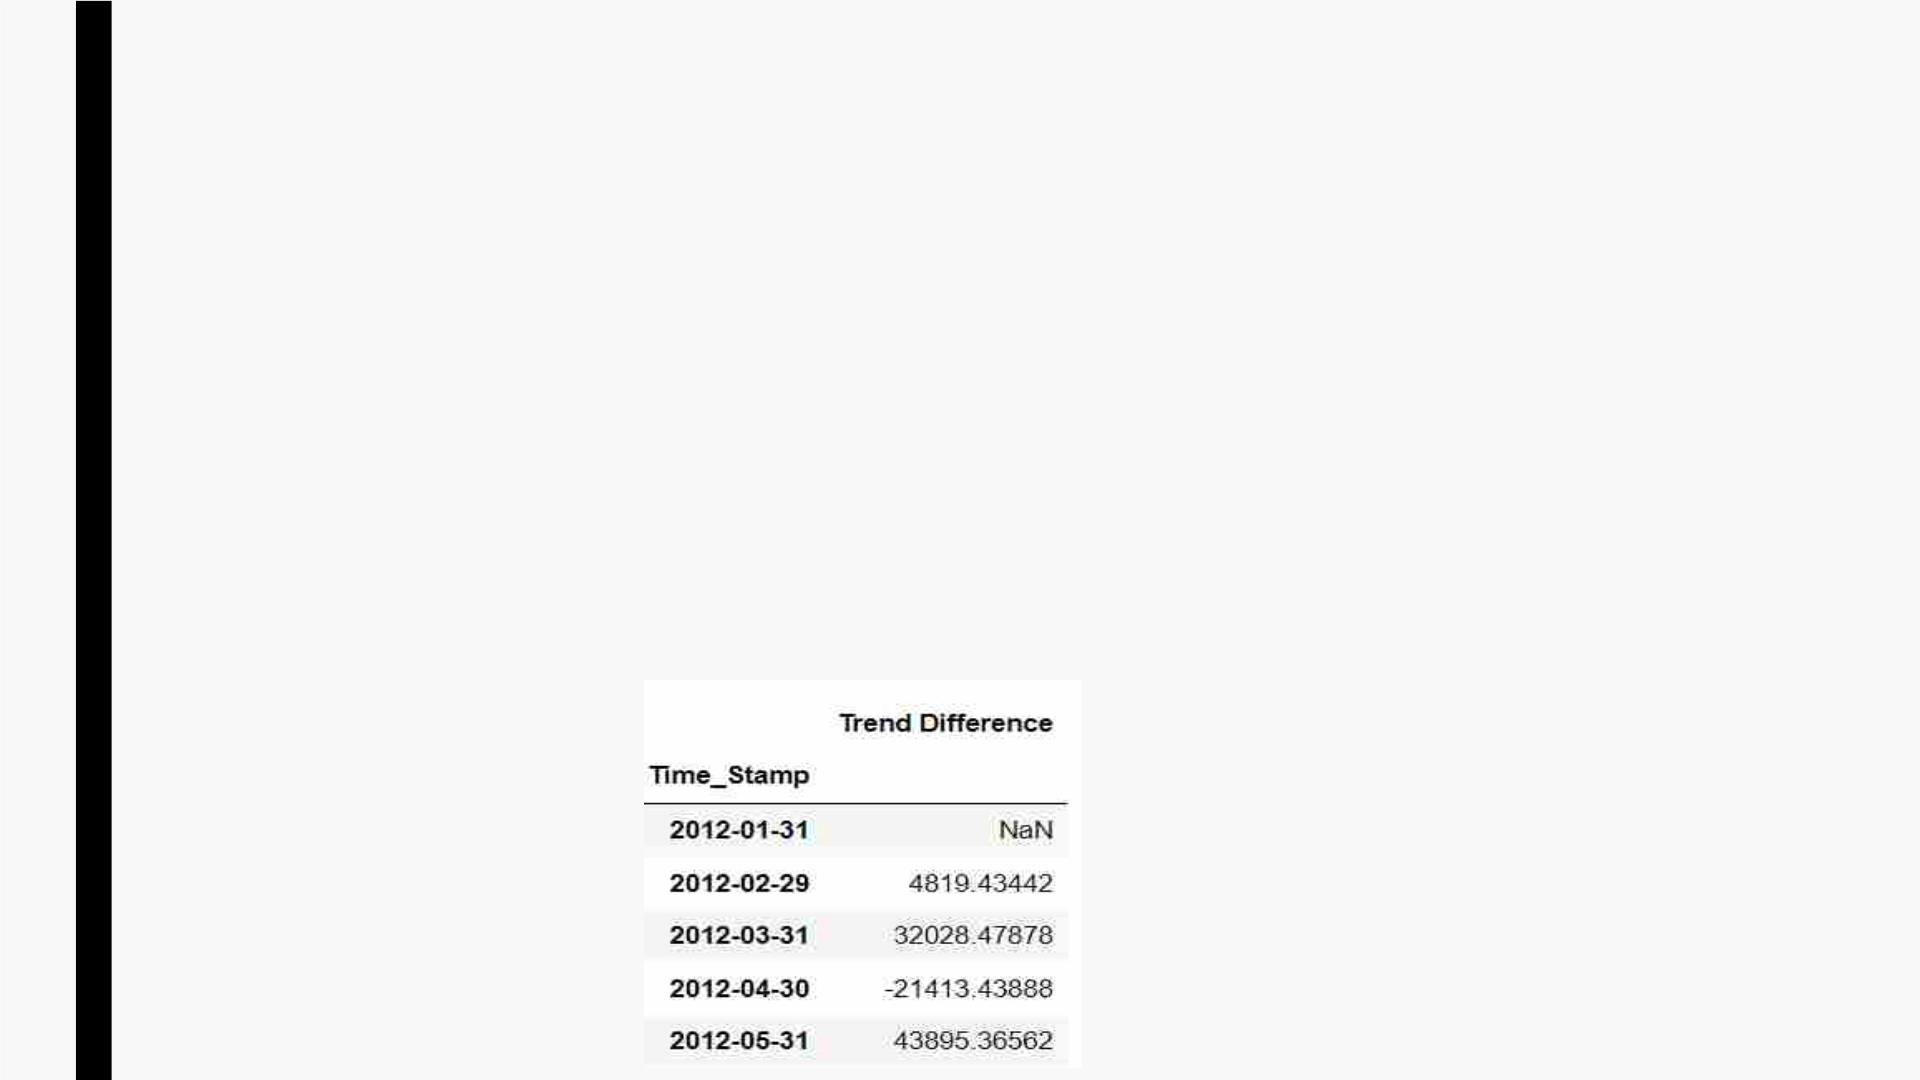 Trend Difference
Time_Stamp
2012-01-31 NaN
2012-02-29 4819.43442
2012-03-31 32028.47878
2012-04-30 -21413.43888
2012-05-31 43895.36562